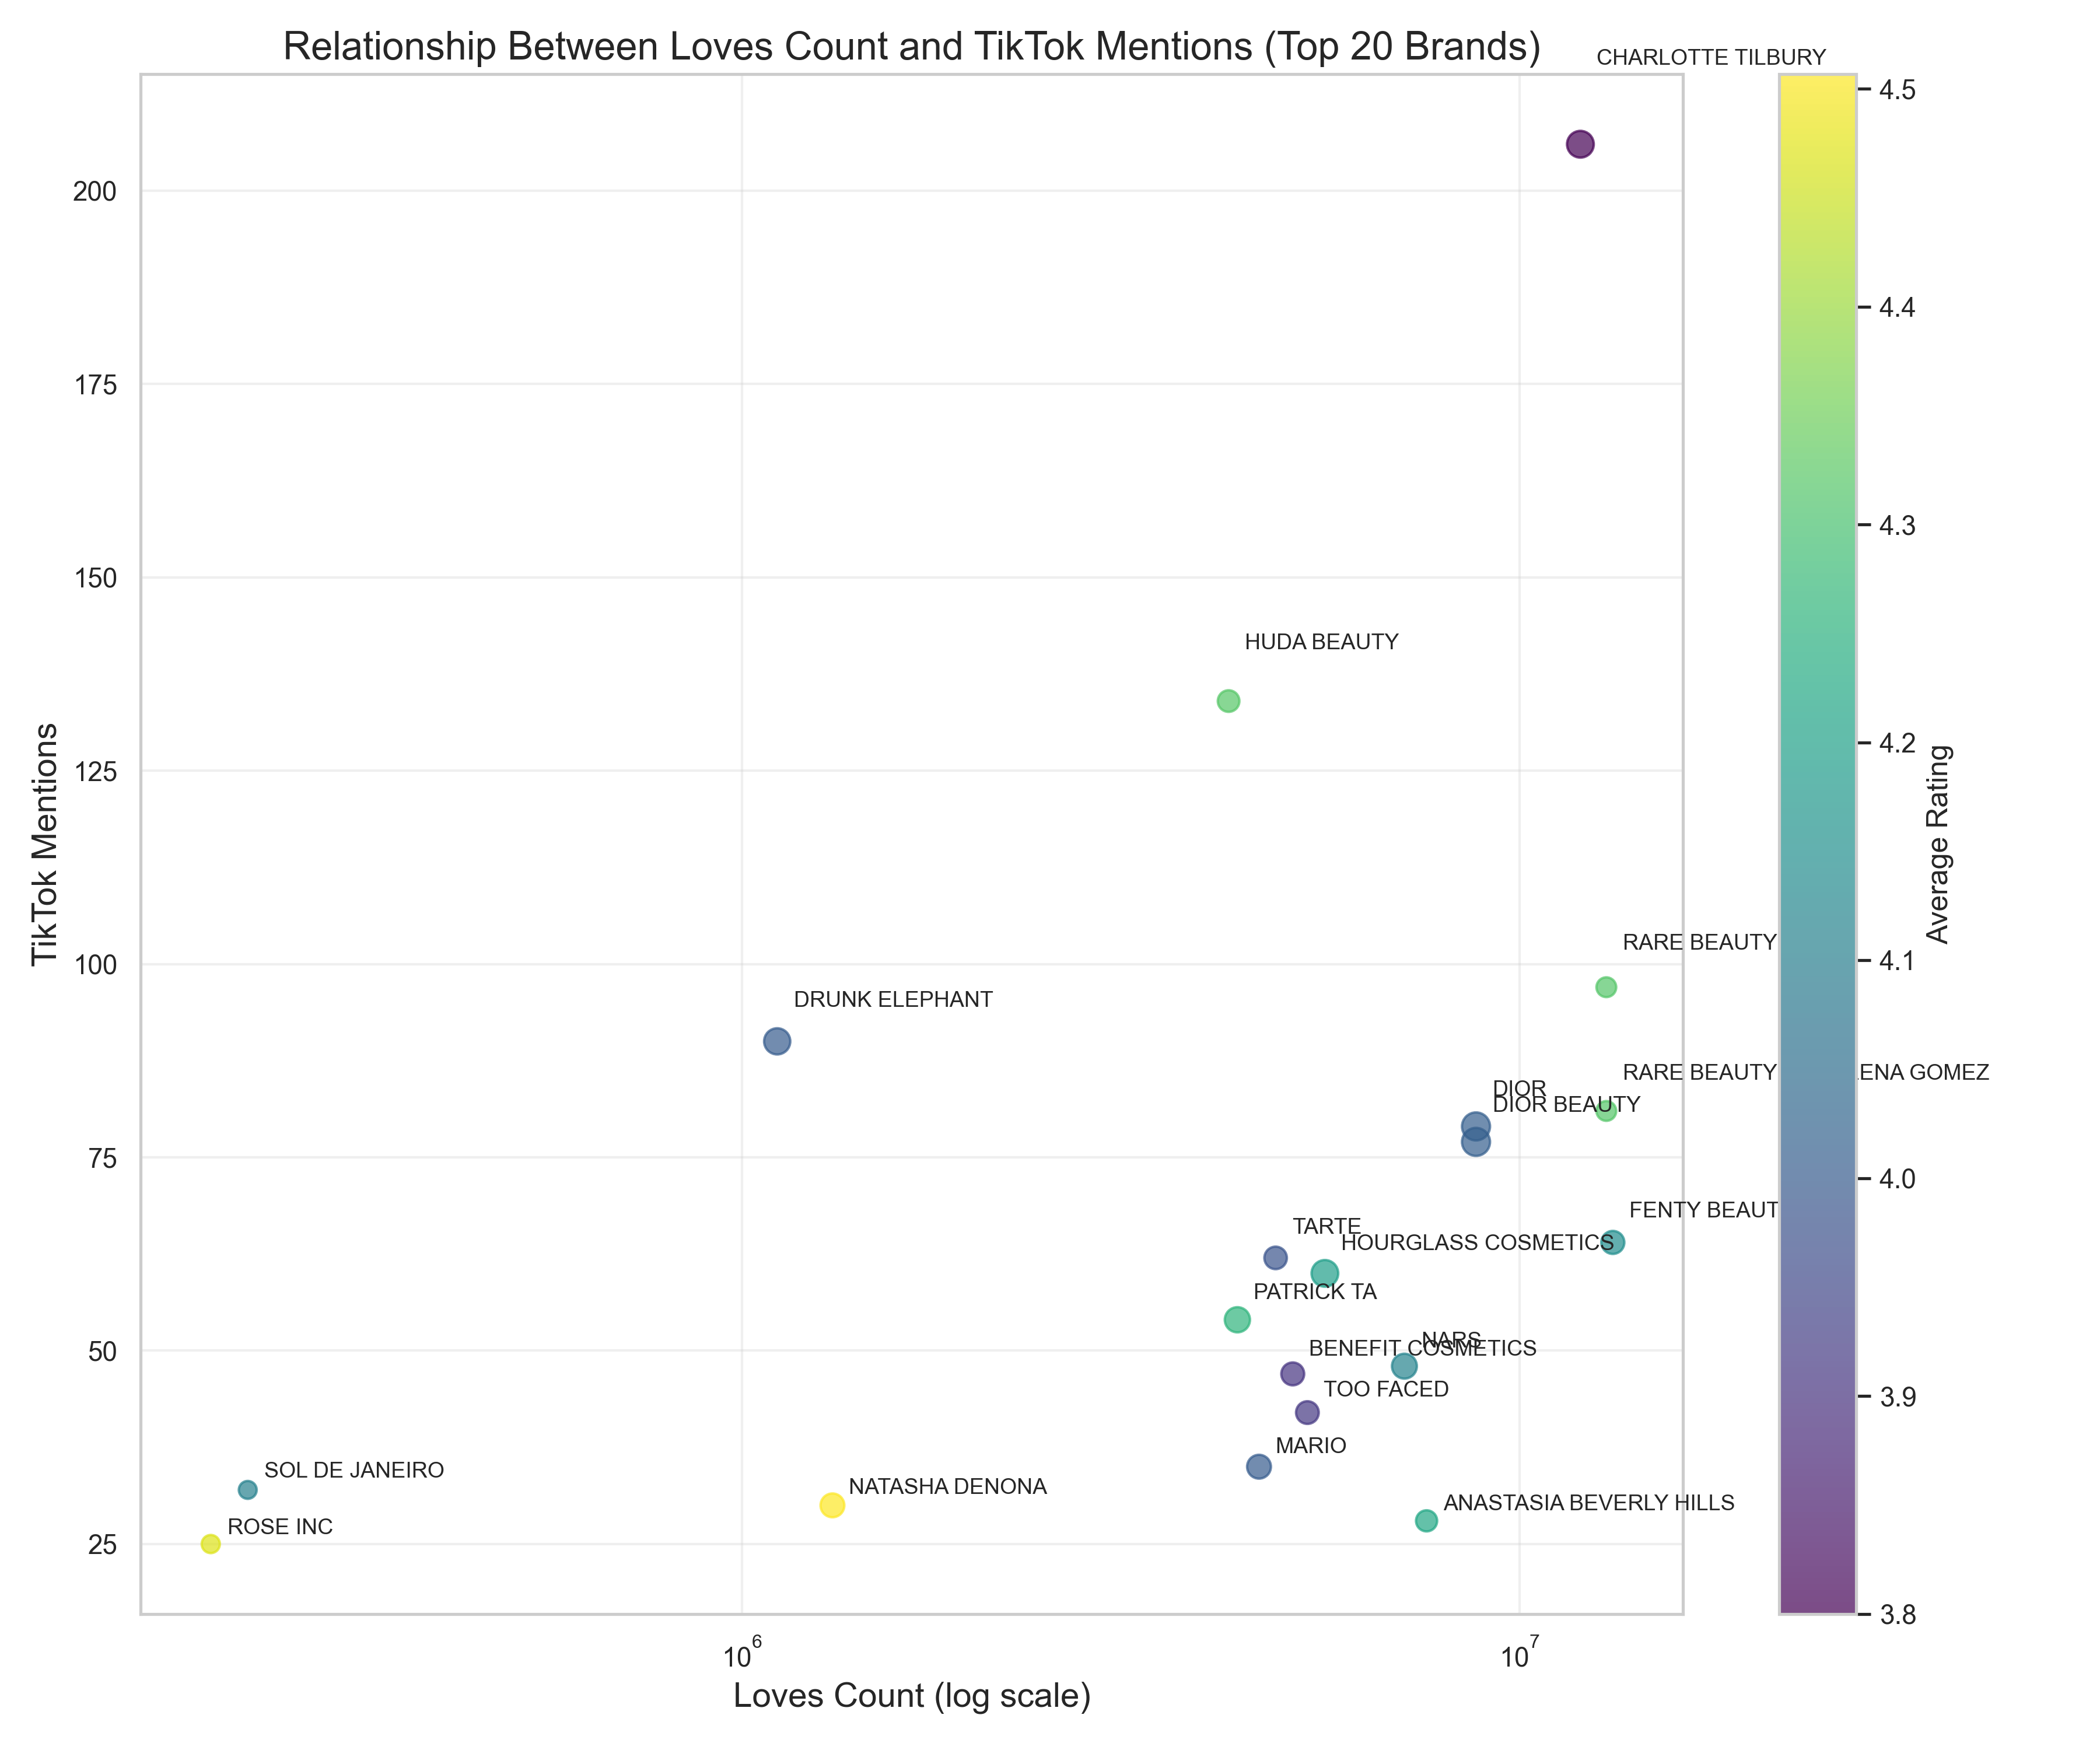 Relationship Between Loves Count and TikTok Mentions (Top 20 Brands)
CHARLOTTE TILBURY
4.5
200
4.4
175
4.3
150
HUDA BEAUTY
4.2
125
Average Rating
TikTok Mentions
RARE BEAUTY
100
4.1
DRUNK ELEPHANT
RARE BEAUTY ENA GOMEZ
DIOR
DIOR BEAUTY
75
4.0
FENTY BEAUT
TARTE
HOURGLASS COSMETICS
PATRICK TA
NARS
50
BENEFIT COSMETICS
TOO FACED
3.9
MARIO
SOL DE JANEIRO
NATASHA DENONA
ANASTASIA BEVERLY HILLS
ROSE INC
25
3.8
10^6
10^7
Loves Count (log scale)